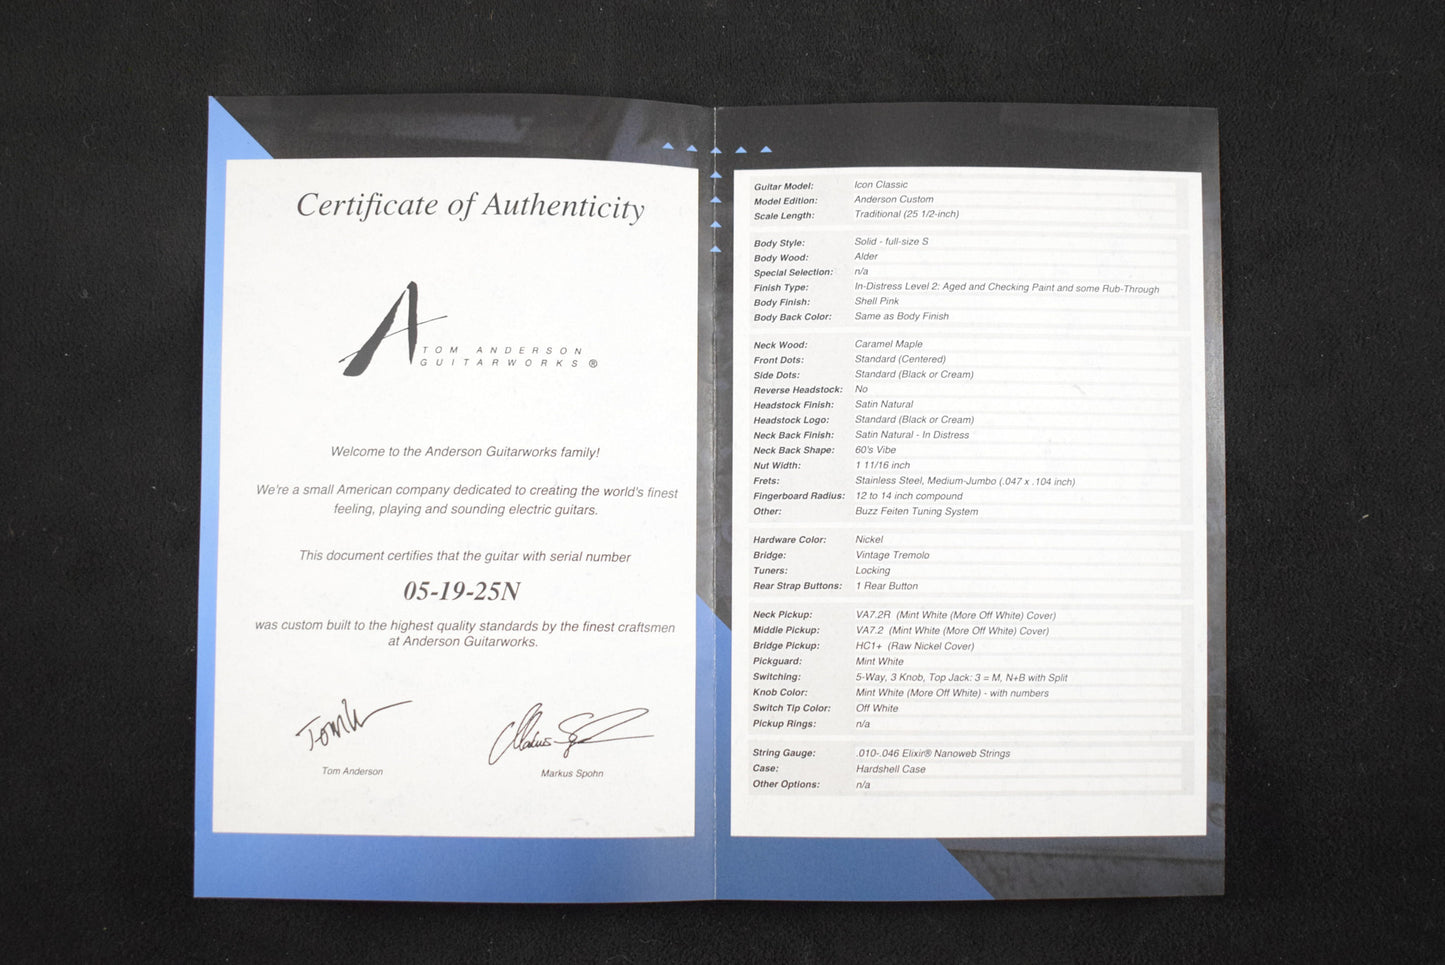 Certificate of Authenticity
A
TOM ANDERSON
GUITARWORKS ®
Welcome to the Anderson Guitarworks family!
We're a small American company dedicated to creating the world's finest
feeling, playing and sounding electric guitars.
This document certifies that the guitar with serial number
05-19-25N
was custom built to the highest quality standards by the finest craftsmen
at Anderson Guitarworks.
Tom Anderson
Markus Spohn
Guitar Model: Icon Classic
Model Edition: Anderson Custom
Scale Length: Traditional (25 1/2-inch)
Body Style: Solid - full-size S
Body Wood: Alder
Special Selection: n/a
Finish Type: In-Distress Level 2: Aged and Checking Paint and some Rub-Through
Body Finish: Shell Pink
Body Back Color: Same as Body Finish
Neck Wood: Caramel Maple
Front Dots: Standard (Centered)
Side Dots: Standard (Black or Cream)
Reverse Headstock: No
Headstock Finish: Satin Natural
Headstock Logo: Standard (Black or Cream)
Neck Back Finish: Satin Natural - In Distress
Neck Back Shape: 60's Vibe
Nut Width: 1 11/16 inch
Frets: Stainless Steel, Medium-Jumbo (.047 x .104 inch)
Fingerboard Radius: 12 to 14 inch compound
Other: Buzz Feiten Tuning System
Hardware Color: Nickel
Bridge: Vintage Tremolo
Tuners: Locking
Rear Strap Buttons: 1 Rear Button
Neck Pickup: VA7.2R (Mint White (More Off White) Cover)
Middle Pickup: VA7.2 (Mint White (More Off White) Cover)
Bridge Pickup: HC1+ (Raw Nickel Cover)
Pickguard: Mint White
Switching: 5-Way, 3 Knob, Top Jack: 3 = M, N+B with Split
Knob Color: Mint White (More Off White) - with numbers
Switch Tip Color: Off White
Pickup Rings: n/a
String Gauge: .010-.046 Elixir® Nanoweb Strings
Case: Hardshell Case
Other Options: n/a